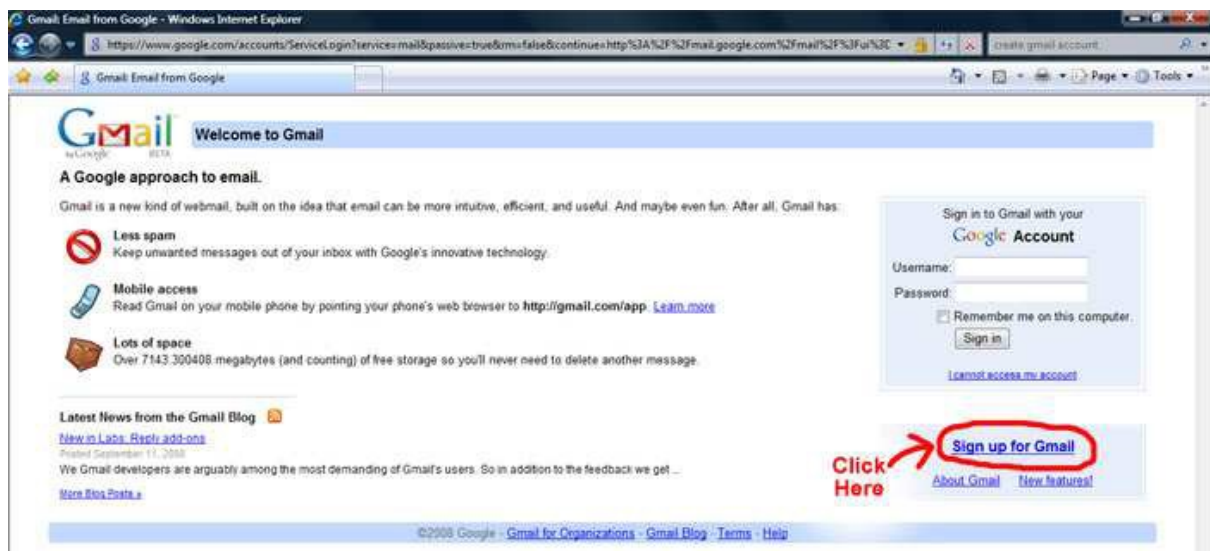 Gmail: Email from Google - Windows Internet Explorer
https://www.google.com/accounts/ServiceLogin?service=mail&passive=true&rm=false&continue=http%3A%2F%2Fmail.google.com%2Fmail%2F%3Fui%3D
create gmail account
Gmail: Email from Google
Page
Tools
Gmail
by Google BETA
Welcome to Gmail
A Google approach to email.
Gmail is a new kind of webmail, built on the idea that email can be more intuitive, efficient, and useful. And maybe even fun. After all, Gmail has:
Less spam
Keep unwanted messages out of your inbox with Google's innovative technology.
Mobile access
Read Gmail on your mobile phone by pointing your phone's web browser to http://gmail.com/app. Learn more
Lots of space
Over 7143.300408 megabytes (and counting) of free storage so you'll never need to delete another message.
Latest News from the Gmail Blog
New in Labs: Reply add-ons
Posted September 11, 2008
We Gmail developers are arguably among the most demanding of Gmail's users. So in addition to the feedback we get ...
More Blog Posts »
Sign in to Gmail with your
Google Account
Username:
Password:
Remember me on this computer.
Sign in
I cannot access my account
Click
Here
Sign up for Gmail
About Gmail New features!
©2008 Google - Gmail for Organizations - Gmail Blog - Terms - Help